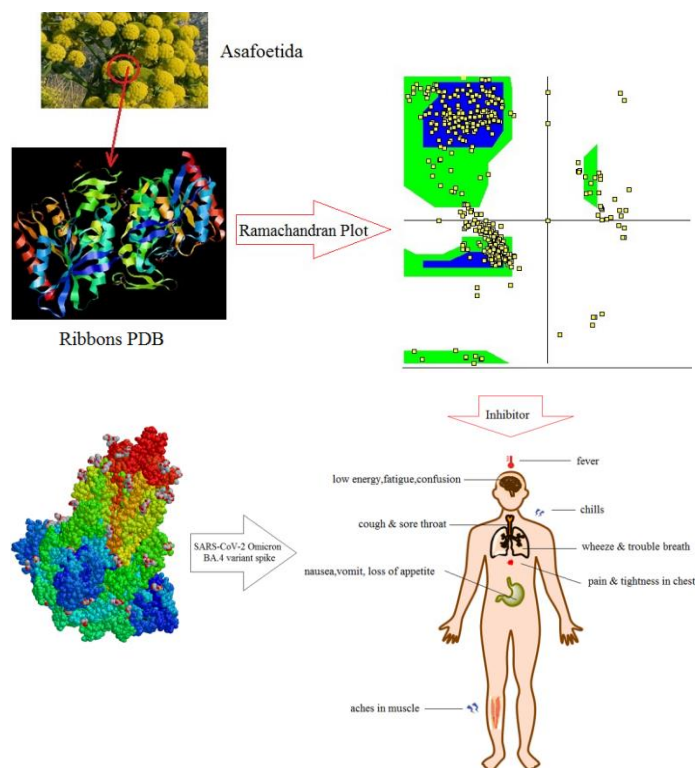 Asafoetida
Ramachandran Plot
Ribbons PDB
Inhibitor
fever
low energy,fatigue,confusion
chills
cough & sore throat
wheeze & trouble breath
SARS-CoV-2 Omicron
BA.4 variant spike
nausea,vomit, loss of appetite
pain & tightness in chest
aches in muscle